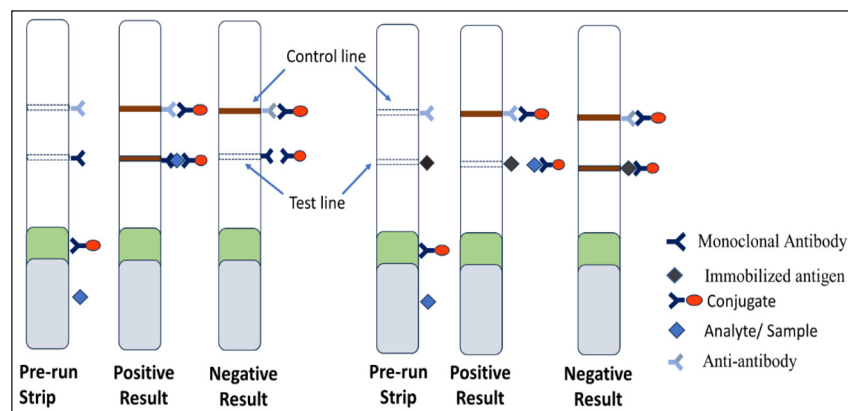 Control line
Test line
Monoclonal Antibody
Immobilized antigen
Conjugate
Analyte/ Sample
Anti-antibody
Pre-run
Strip
Positive
Result
Negative
Result
Pre-run
Strip
Positive
Result
Negative
Result